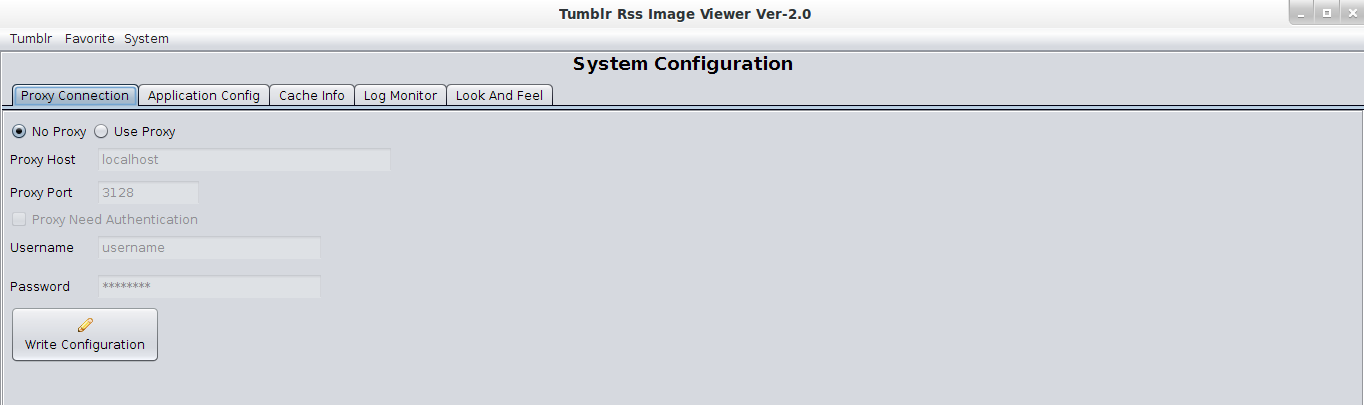 Tumblr Rss Image Viewer Ver-2.0
Tumblr Favorite System
System Configuration
Proxy Connection Application Config Cache Info Log Monitor Look And Feel
No Proxy Use Proxy
Proxy Host localhost
Proxy Port 3128
Proxy Need Authentication
Username username
Password ********
Write Configuration